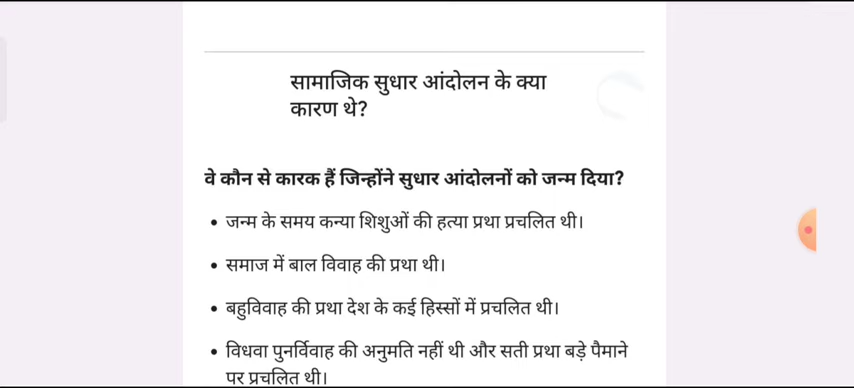 सामाजिक सुधार आंदोलन के क्या
कारण थे?
वे कौन से कारक हैं जिन्होंने सुधार आंदोलनों को जन्म दिया?
• जन्म के समय कन्या शिशुओं की हत्या प्रथा प्रचलित थी।
• समाज में बाल विवाह की प्रथा थी।
• बहुविवाह की प्रथा देश के कई हिस्सों में प्रचलित थी।
• विधवा पुनर्विवाह की अनुमति नहीं थी और सती प्रथा बड़े पैमाने
पर प्रचलित थी।